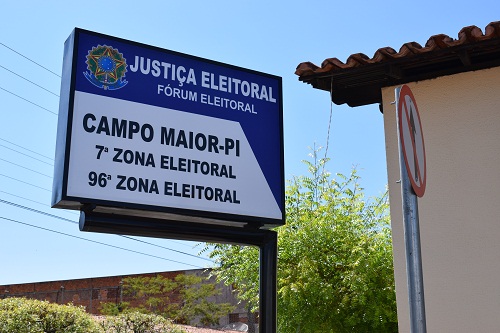 JUSTIÇA ELEITORAL
FÓRUM ELEITORAL
CAMPO MAIOR-PI
7ª ZONA ELEITORAL
96ª ZONA ELEITORAL